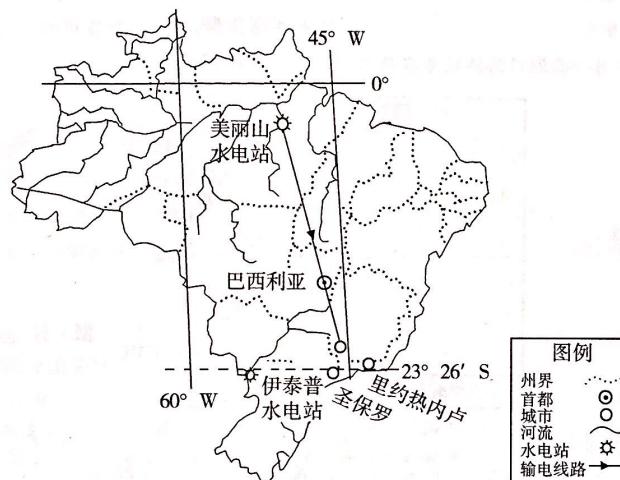 45° W
0°
美丽山
水电站
巴西利亚
23° 26′ S
60° W
伊泰普
水电站
圣保罗
里约热内卢
图例
州界
首都
城市
河流
水电站
输电线路